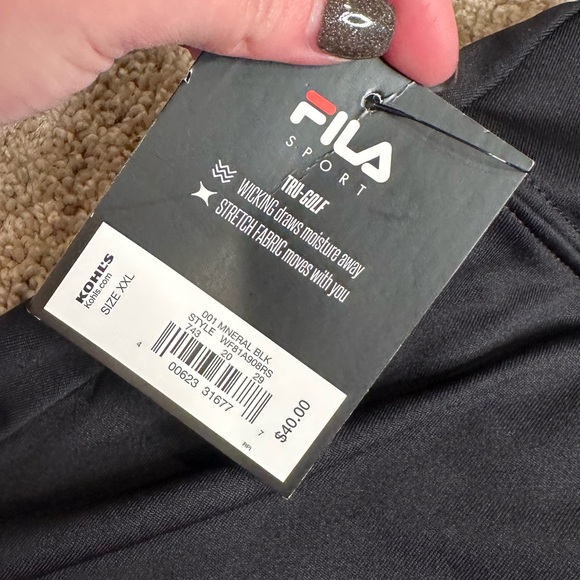 FILA
SPORT
TRU-GOLF
WICKING draws moisture away
STRETCH FABRIC moves with you
KOHL'S
Kohls.com
SIZE XXL
001 MNERAL BLK
STYLE WF81A908RS
743 20 29
4 00623 31677 7
$40.00